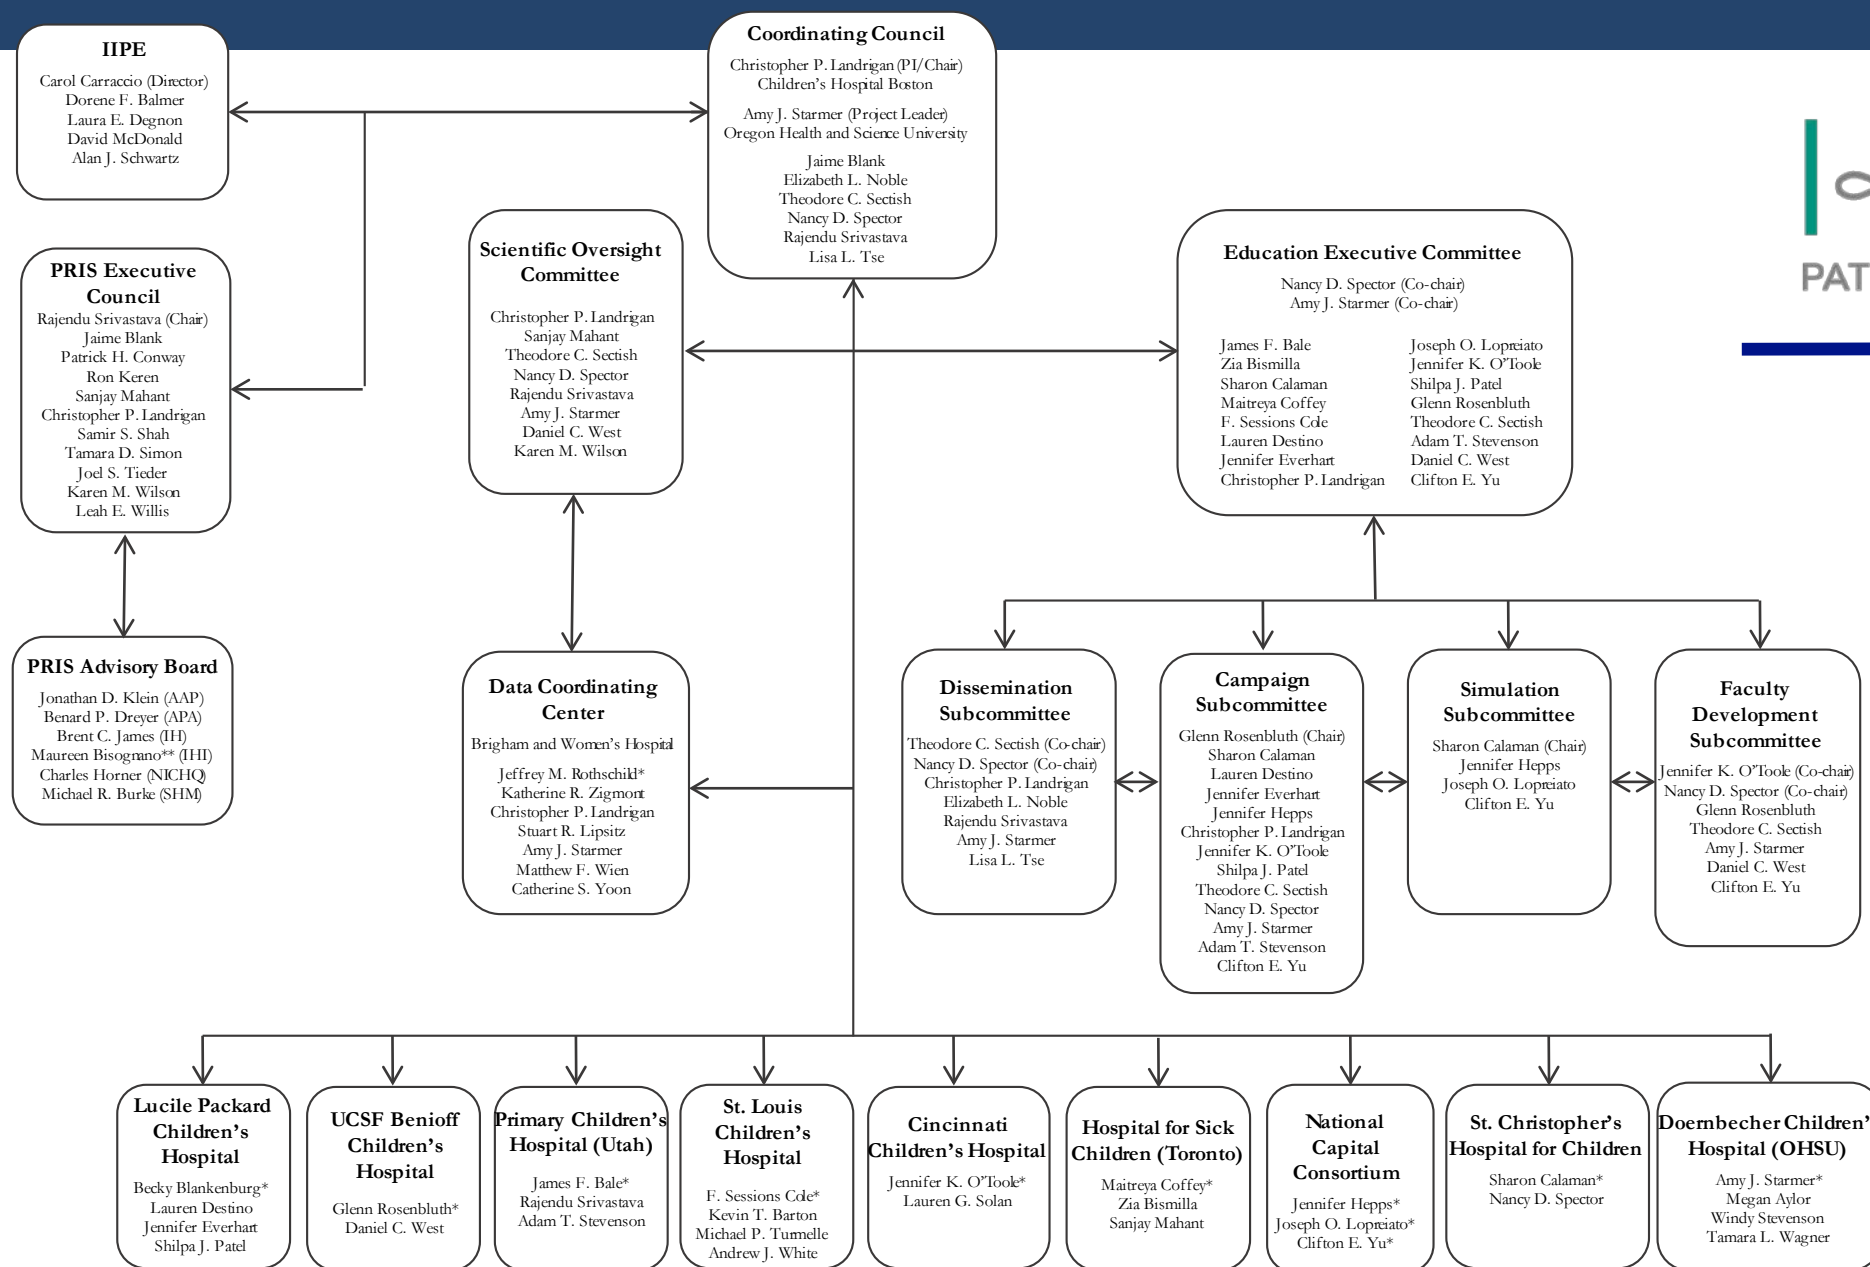 IIPE
Carol Carraccio (Director)
Dorene F. Balmer
Laura E. Degnon
David McDonald
Alan J. Schwartz
Coordinating Council
Christopher P. Landrigan (PI/Chair)
Children's Hospital Boston
Amy J. Starmer (Project Leader)
Oregon Health and Science University
Jaime Blank
Elizabeth L. Noble
Theodore C. Sectish
Nancy D. Spector
Rajendu Srivastava
Lisa L. Tse
PAT
PRIS Executive
Council
Rajendu Srivastava (Chair)
Jaime Blank
Patrick H. Conway
Ron Keren
Sanjay Mahant
Christopher P. Landrigan
Samir S. Shah
Tamara D. Simon
Joel S. Tieder
Karen M. Wilson
Leah E. Willis
Scientific Oversight
Committee
Christopher P. Landrigan
Sanjay Mahant
Theodore C. Sectish
Nancy D. Spector
Rajendu Srivastava
Amy J. Starmer
Daniel C. West
Karen M. Wilson
Education Executive Committee
Nancy D. Spector (Co-chair)
Amy J. Starmer (Co-chair)
James F. Bale
Zia Bismilla
Sharon Calaman
Maitreya Coffey
F. Sessions Cole
Lauren Destino
Jennifer Everhart
Christopher P. Landrigan
Joseph O. Lopreiato
Jennifer K. O'Toole
Shilpa J. Patel
Glenn Rosenbluth
Theodore C. Sectish
Adam T. Stevenson
Daniel C. West
Clifton E. Yu
PRIS Advisory Board
Jonathan D. Klein (AAP)
Benard P. Dreyer (APA)
Brent C. James (IH)
Maureen Bisognano** (IHI)
Charles Horner (NICHQ)
Michael R. Burke (SHM)
Data Coordinating
Center
Brigham and Women's Hospital
Jeffrey M. Rothschild*
Katherine R. Zigmont
Christopher P. Landrigan
Stuart R. Lipsitz
Amy J. Starmer
Matthew F. Wien
Catherine S. Yoon
Dissemination
Subcommittee
Theodore C. Sectish (Co-chair)
Nancy D. Spector (Co-chair)
Christopher P. Landrigan
Elizabeth L. Noble
Rajendu Srivastava
Amy J. Starmer
Lisa L. Tse
Campaign
Subcommittee
Glenn Rosenbluth (Chair)
Sharon Calaman
Lauren Destino
Jennifer Everhart
Jennifer Hepps
Christopher P. Landrigan
Jennifer K. O'Toole
Shilpa J. Patel
Theodore C. Sectish
Nancy D. Spector
Amy J. Starmer
Adam T. Stevenson
Clifton E. Yu
Simulation
Subcommittee
Sharon Calaman (Chair)
Jennifer Hepps
Joseph O. Lopreiato
Clifton E. Yu
Faculty
Development
Subcommittee
Jennifer K. O'Toole (Co-chair)
Nancy D. Spector (Co-chair)
Glenn Rosenbluth
Theodore C. Sectish
Amy J. Starmer
Daniel C. West
Clifton E. Yu
Lucile Packard
Children's
Hospital
Becky Blankenburg*
Lauren Destino
Jennifer Everhart
Shilpa J. Patel
UCSF Benioff
Children's
Hospital
Glenn Rosenbluth*
Daniel C. West
Primary Children's
Hospital (Utah)
James F. Bale*
Rajendu Srivastava
Adam T. Stevenson
St. Louis
Children's
Hospital
F. Sessions Cole*
Kevin T. Barton
Michael P. Turmelle
Andrew J. White
Cincinnati
Children's Hospital
Jennifer K. O'Toole*
Lauren G. Solan
Hospital for Sick
Children (Toronto)
Maitreya Coffey*
Zia Bismilla
Sanjay Mahant
National
Capital
Consortium
Jennifer Hepps*
Joseph O. Lopreiato*
Clifton E. Yu*
St. Christopher's
Hospital for Children
Sharon Calaman*
Nancy D. Spector
Doernbecher Children'
Hospital (OHSU)
Amy J. Starmer*
Megan Aylor
Windy Stevenson
Tamara L. Wagner